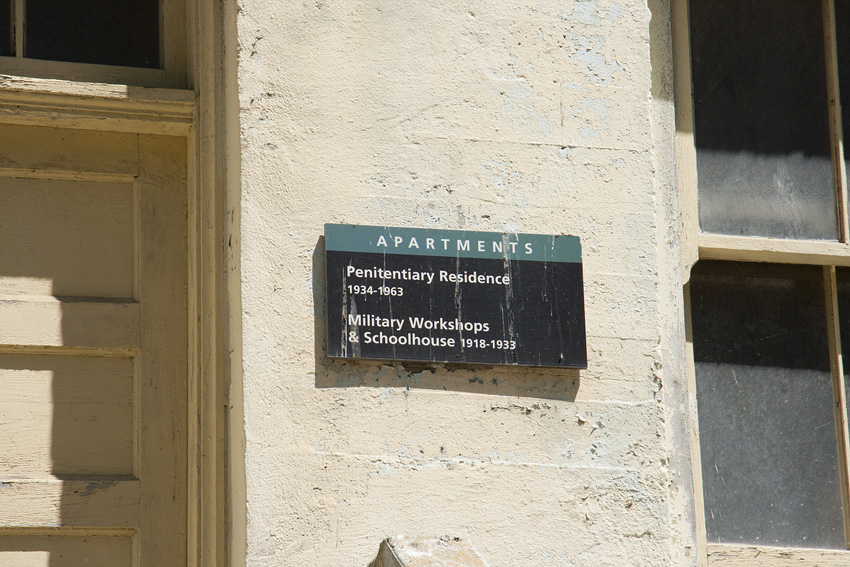 APARTMENTS
Penitentiary Residence
1934-1963
Military Workshops
& Schoolhouse 1918-1933